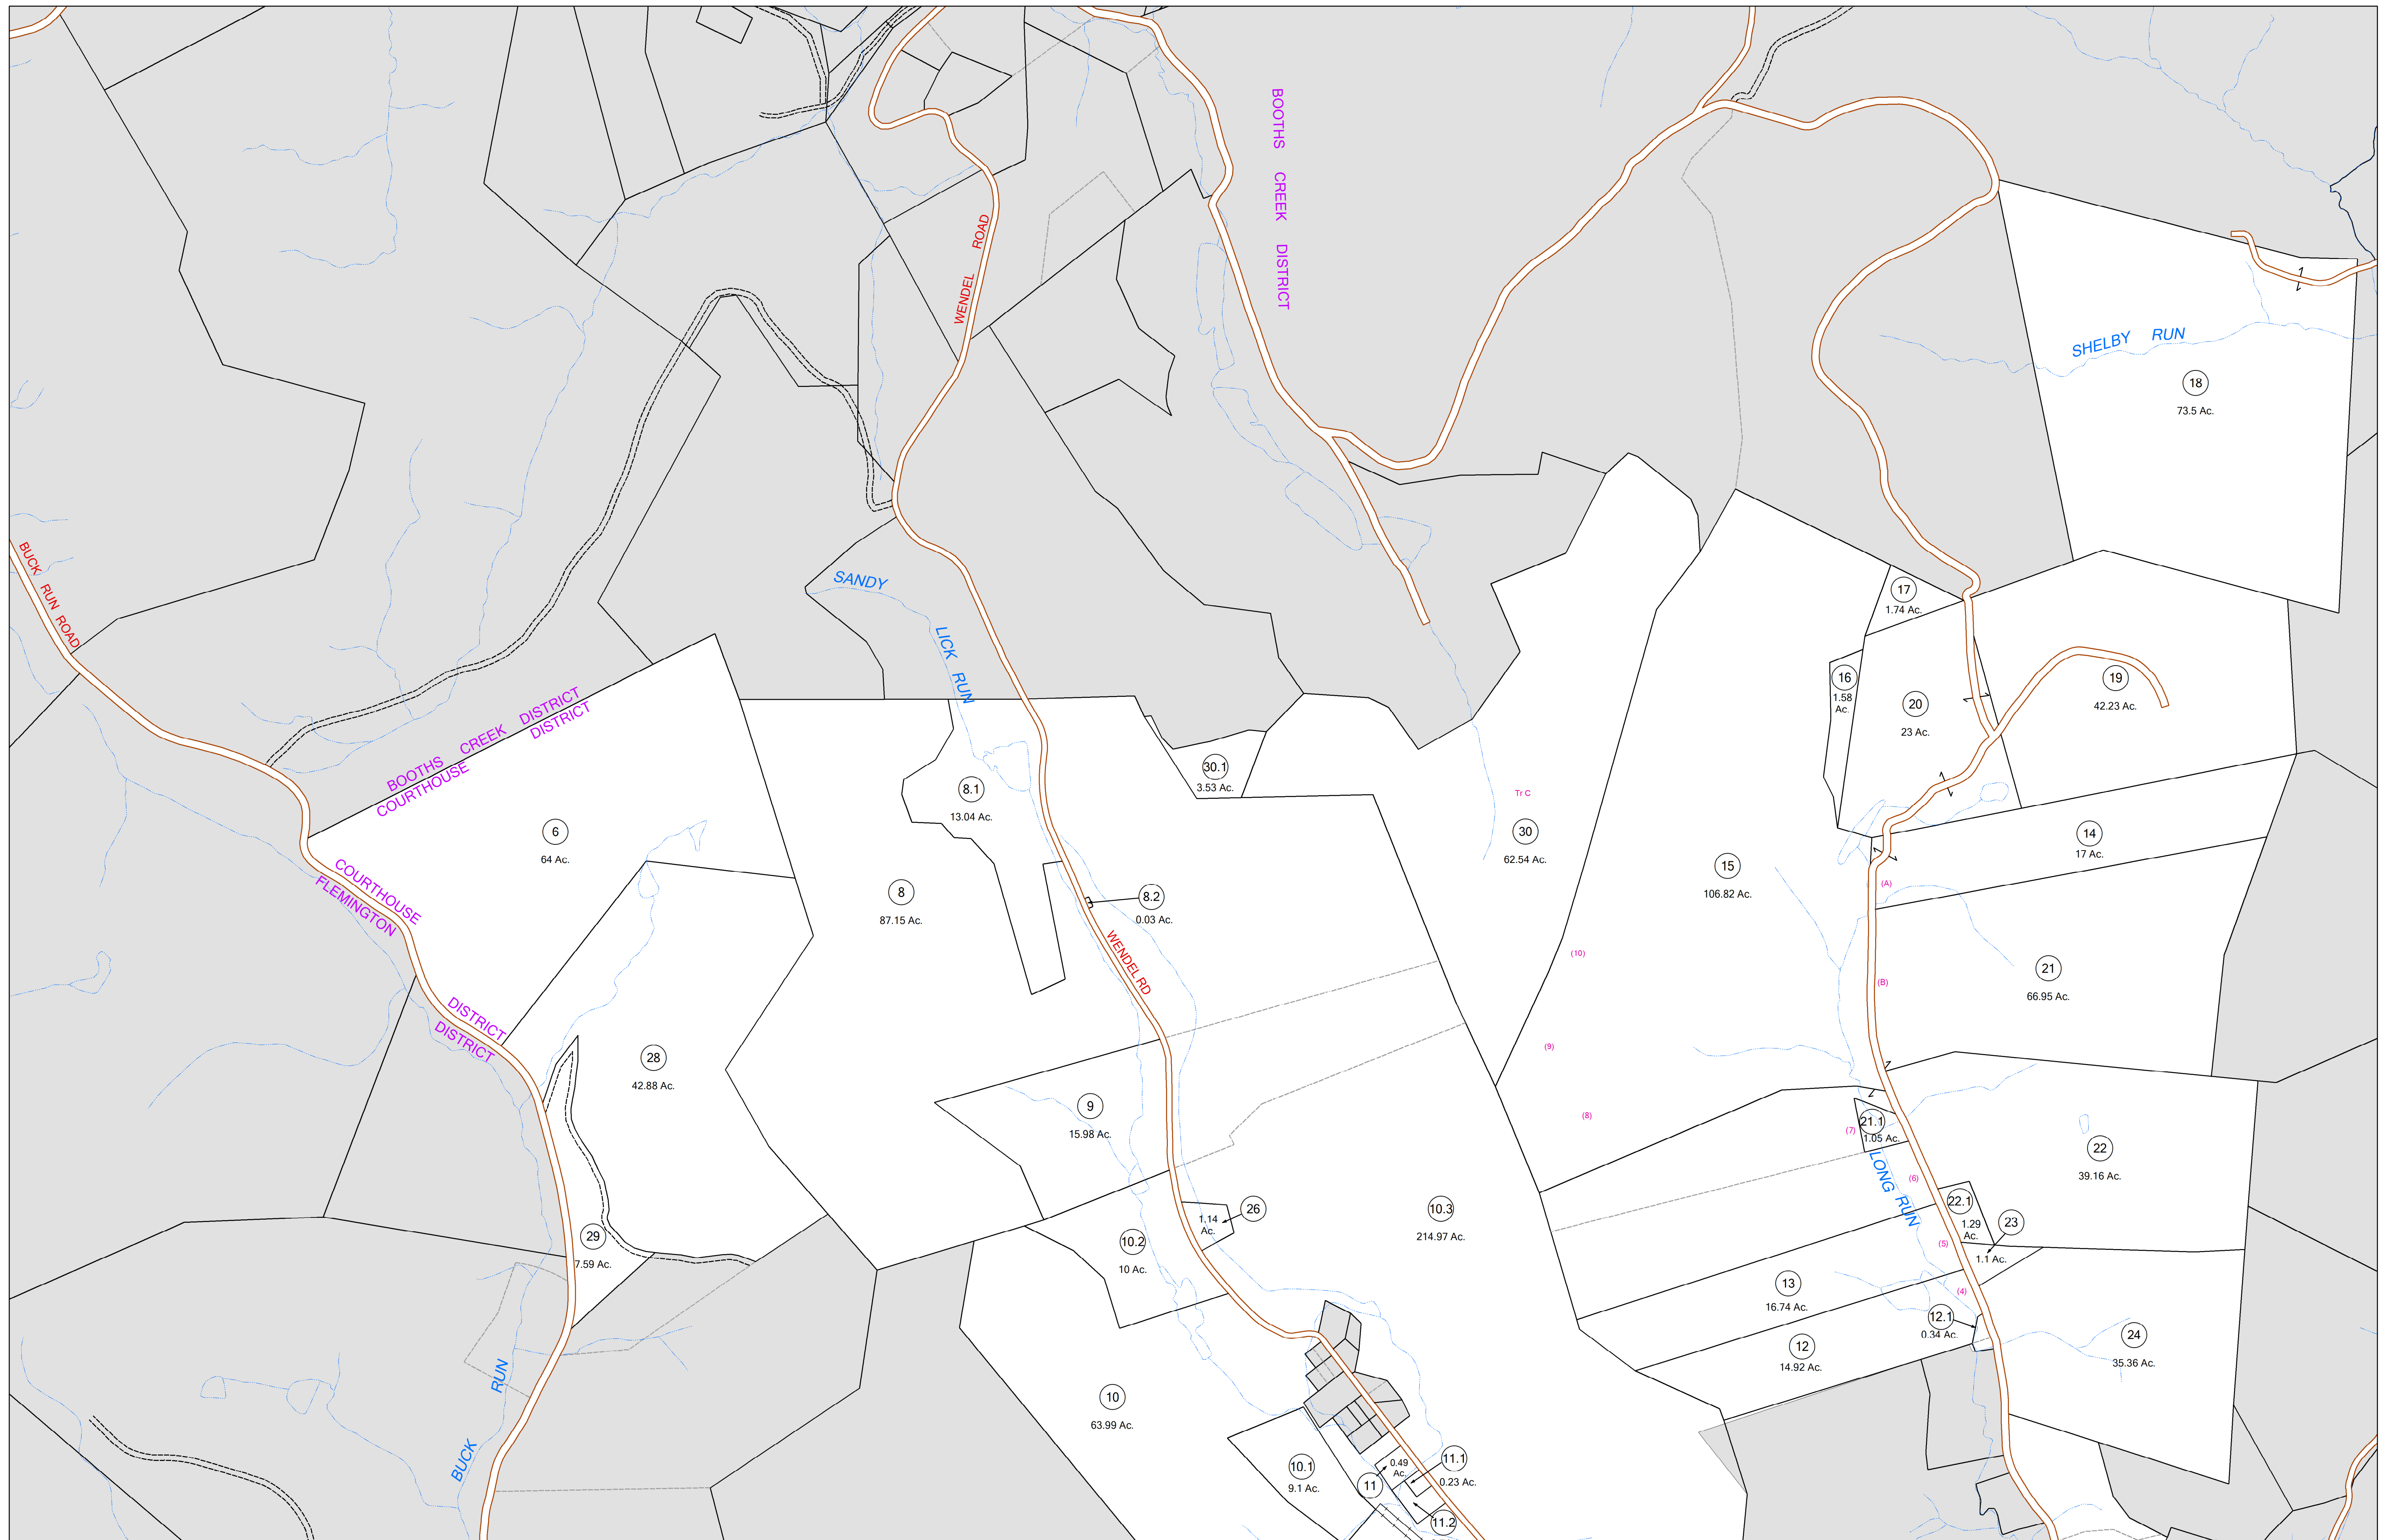 BOOTHS CREEK DISTRICT
WENDEL ROAD
SHELBY RUN
18
73.5 Ac.
BUCK RUN ROAD
SANDY LICK RUN
17
1.74 Ac.
16
1.58
Ac.
20
23 Ac.
19
42.23 Ac.
BOOTHS CREEK DISTRICT
COURTHOUSE DISTRICT
30.1
3.53 Ac.
8.1
13.04 Ac.
Tr C
6
64 Ac.
30
62.54 Ac.
14
17 Ac.
15
106.82 Ac.
COURTHOUSE DISTRICT
FLEMINGTON DISTRICT
8
87.15 Ac.
8.2
0.03 Ac.
(A)
WENDEL RD
(10)
21
66.95 Ac.
(B)
28
42.88 Ac.
(9)
9
15.98 Ac.
(8)
21.1
1.05 Ac.
(7)
22
39.16 Ac.
LONG RUN
(6)
22.1
1.29
Ac.
23
1.1 Ac.
26
1.14
Ac.
10.3
214.97 Ac.
29
7.59 Ac.
10.2
10 Ac.
(5)
13
16.74 Ac.
(4)
12.1
0.34 Ac.
24
35.36 Ac.
12
14.92 Ac.
BUCK RUN
10
63.99 Ac.
10.1
9.1 Ac.
0.49
Ac.
11
11.1
0.23 Ac.
11.2